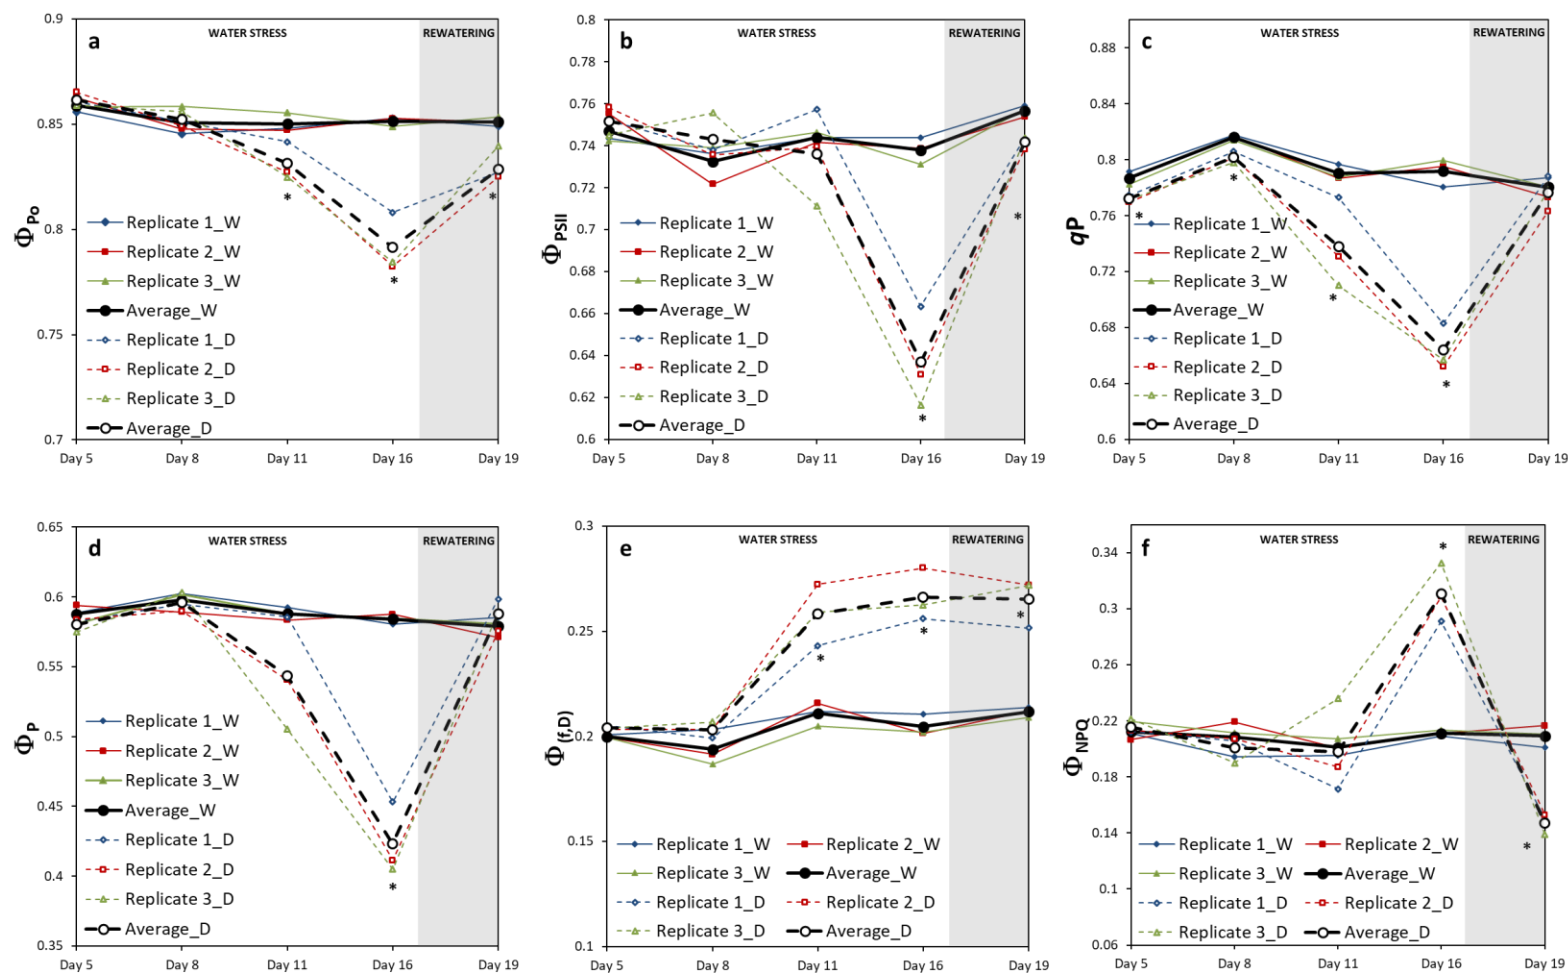 a
WATER STRESS
REWATERING
0.9
0.85
0.8
0.75
0.7
ΦPo
Replicate 1_W
Replicate 2_W
Replicate 3_W
Average_W
Replicate 1_D
Replicate 2_D
Replicate 3_D
Average_D
*
*
*
Day 5
Day 8
Day 11
Day 16
Day 19
b
WATER STRESS
REWATERING
0.8
0.78
0.76
0.74
0.72
0.7
0.68
0.66
0.64
0.62
0.6
ΦPSII
Replicate 1_W
Replicate 2_W
Replicate 3_W
Average_W
Replicate 1_D
Replicate 2_D
Replicate 3_D
Average_D
*
*
Day 5
Day 8
Day 11
Day 16
Day 19
c
WATER STRESS
REWATERING
0.88
0.84
0.8
0.76
0.72
0.68
0.64
0.6
qP
Replicate 1_W
Replicate 2_W
Replicate 3_W
Average_W
Replicate 1_D
Replicate 2_D
Replicate 3_D
Average_D
*
*
*
*
Day 5
Day 8
Day 11
Day 16
Day 19
d
WATER STRESS
REWATERING
0.65
0.6
0.55
0.5
0.45
0.4
0.35
ΦP
Replicate 1_W
Replicate 2_W
Replicate 3_W
Average_W
Replicate 1_D
Replicate 2_D
Replicate 3_D
Average_D
*
Day 5
Day 8
Day 11
Day 16
Day 19
e
WATER STRESS
REWATERING
0.3
0.25
0.2
0.15
0.1
Φ(f,D)
Replicate 1_W Replicate 2_W
Replicate 3_W Average_W
Replicate 1_D Replicate 2_D
Replicate 3_D Average_D
*
*
*
Day 5
Day 8
Day 11
Day 16
Day 19
f
WATER STRESS
REWATERING
0.34
0.3
0.26
0.22
0.18
0.14
0.1
0.06
ΦNPQ
Replicate 1_W Replicate 2_W
Replicate 3_W Average_W
Replicate 1_D Replicate 2_D
Replicate 3_D Average_D
*
*
Day 5
Day 8
Day 11
Day 16
Day 19